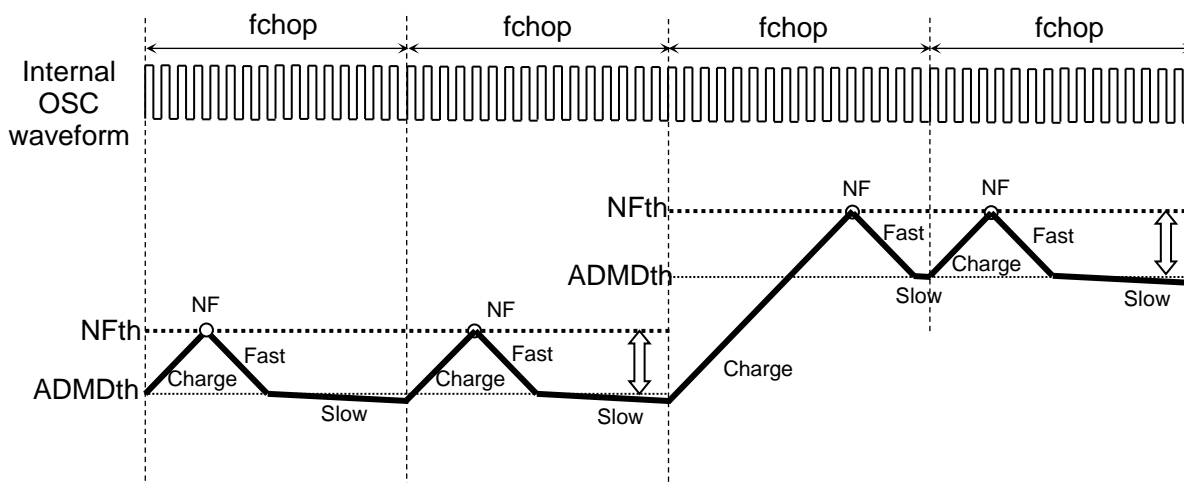 fchop fchop fchop fchop
Internal
OSC
waveform
NF NF
NFth
Fast Fast
ADMDth
Charge
Slow Slow
NF NF
NFth
Fast Fast
Charge Charge
ADMDth
Slow Slow
Charge